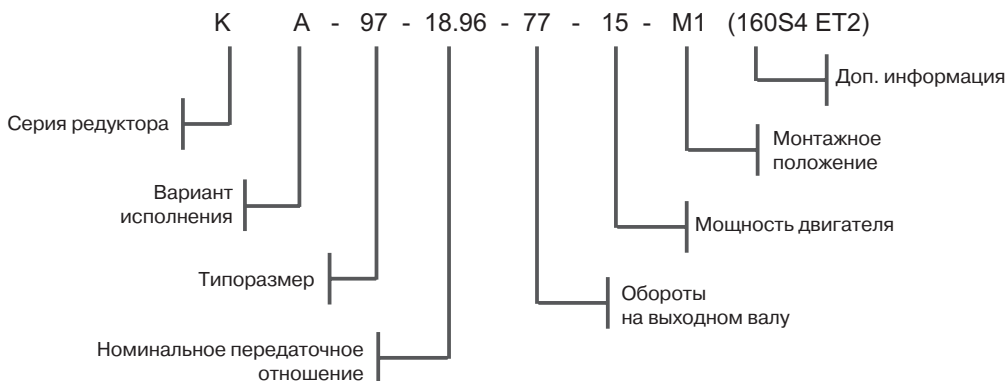 K A - 97 - 18.96 - 77 - 15 - M1 (160S4 ET2)
Доп. информация
Серия редуктора
Монтажное
положение
Вариант
исполнения
Мощность двигателя
Типоразмер
Обороты
на выходном валу
Номинальное передаточное
отношение